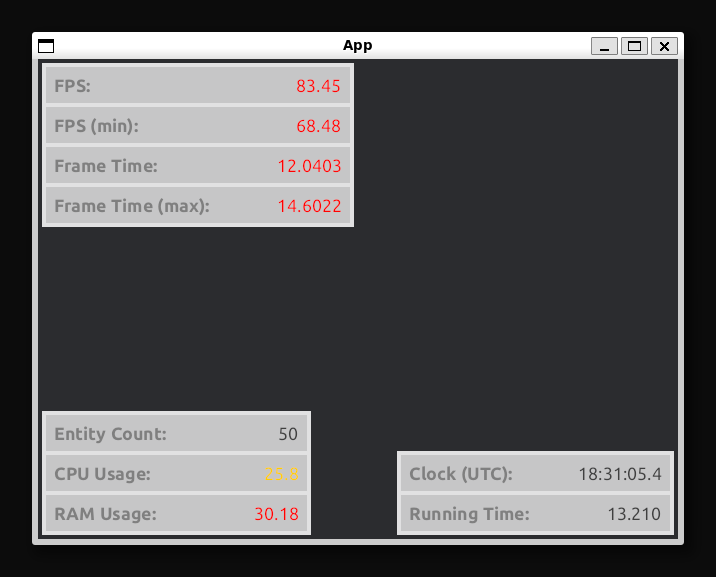 App
FPS: 83.45
FPS (min): 68.48
Frame Time: 12.0403
Frame Time (max): 14.6022
Entity Count: 50
CPU Usage: 25.8
RAM Usage: 30.18
Clock (UTC): 18:31:05.4
Running Time: 13.210